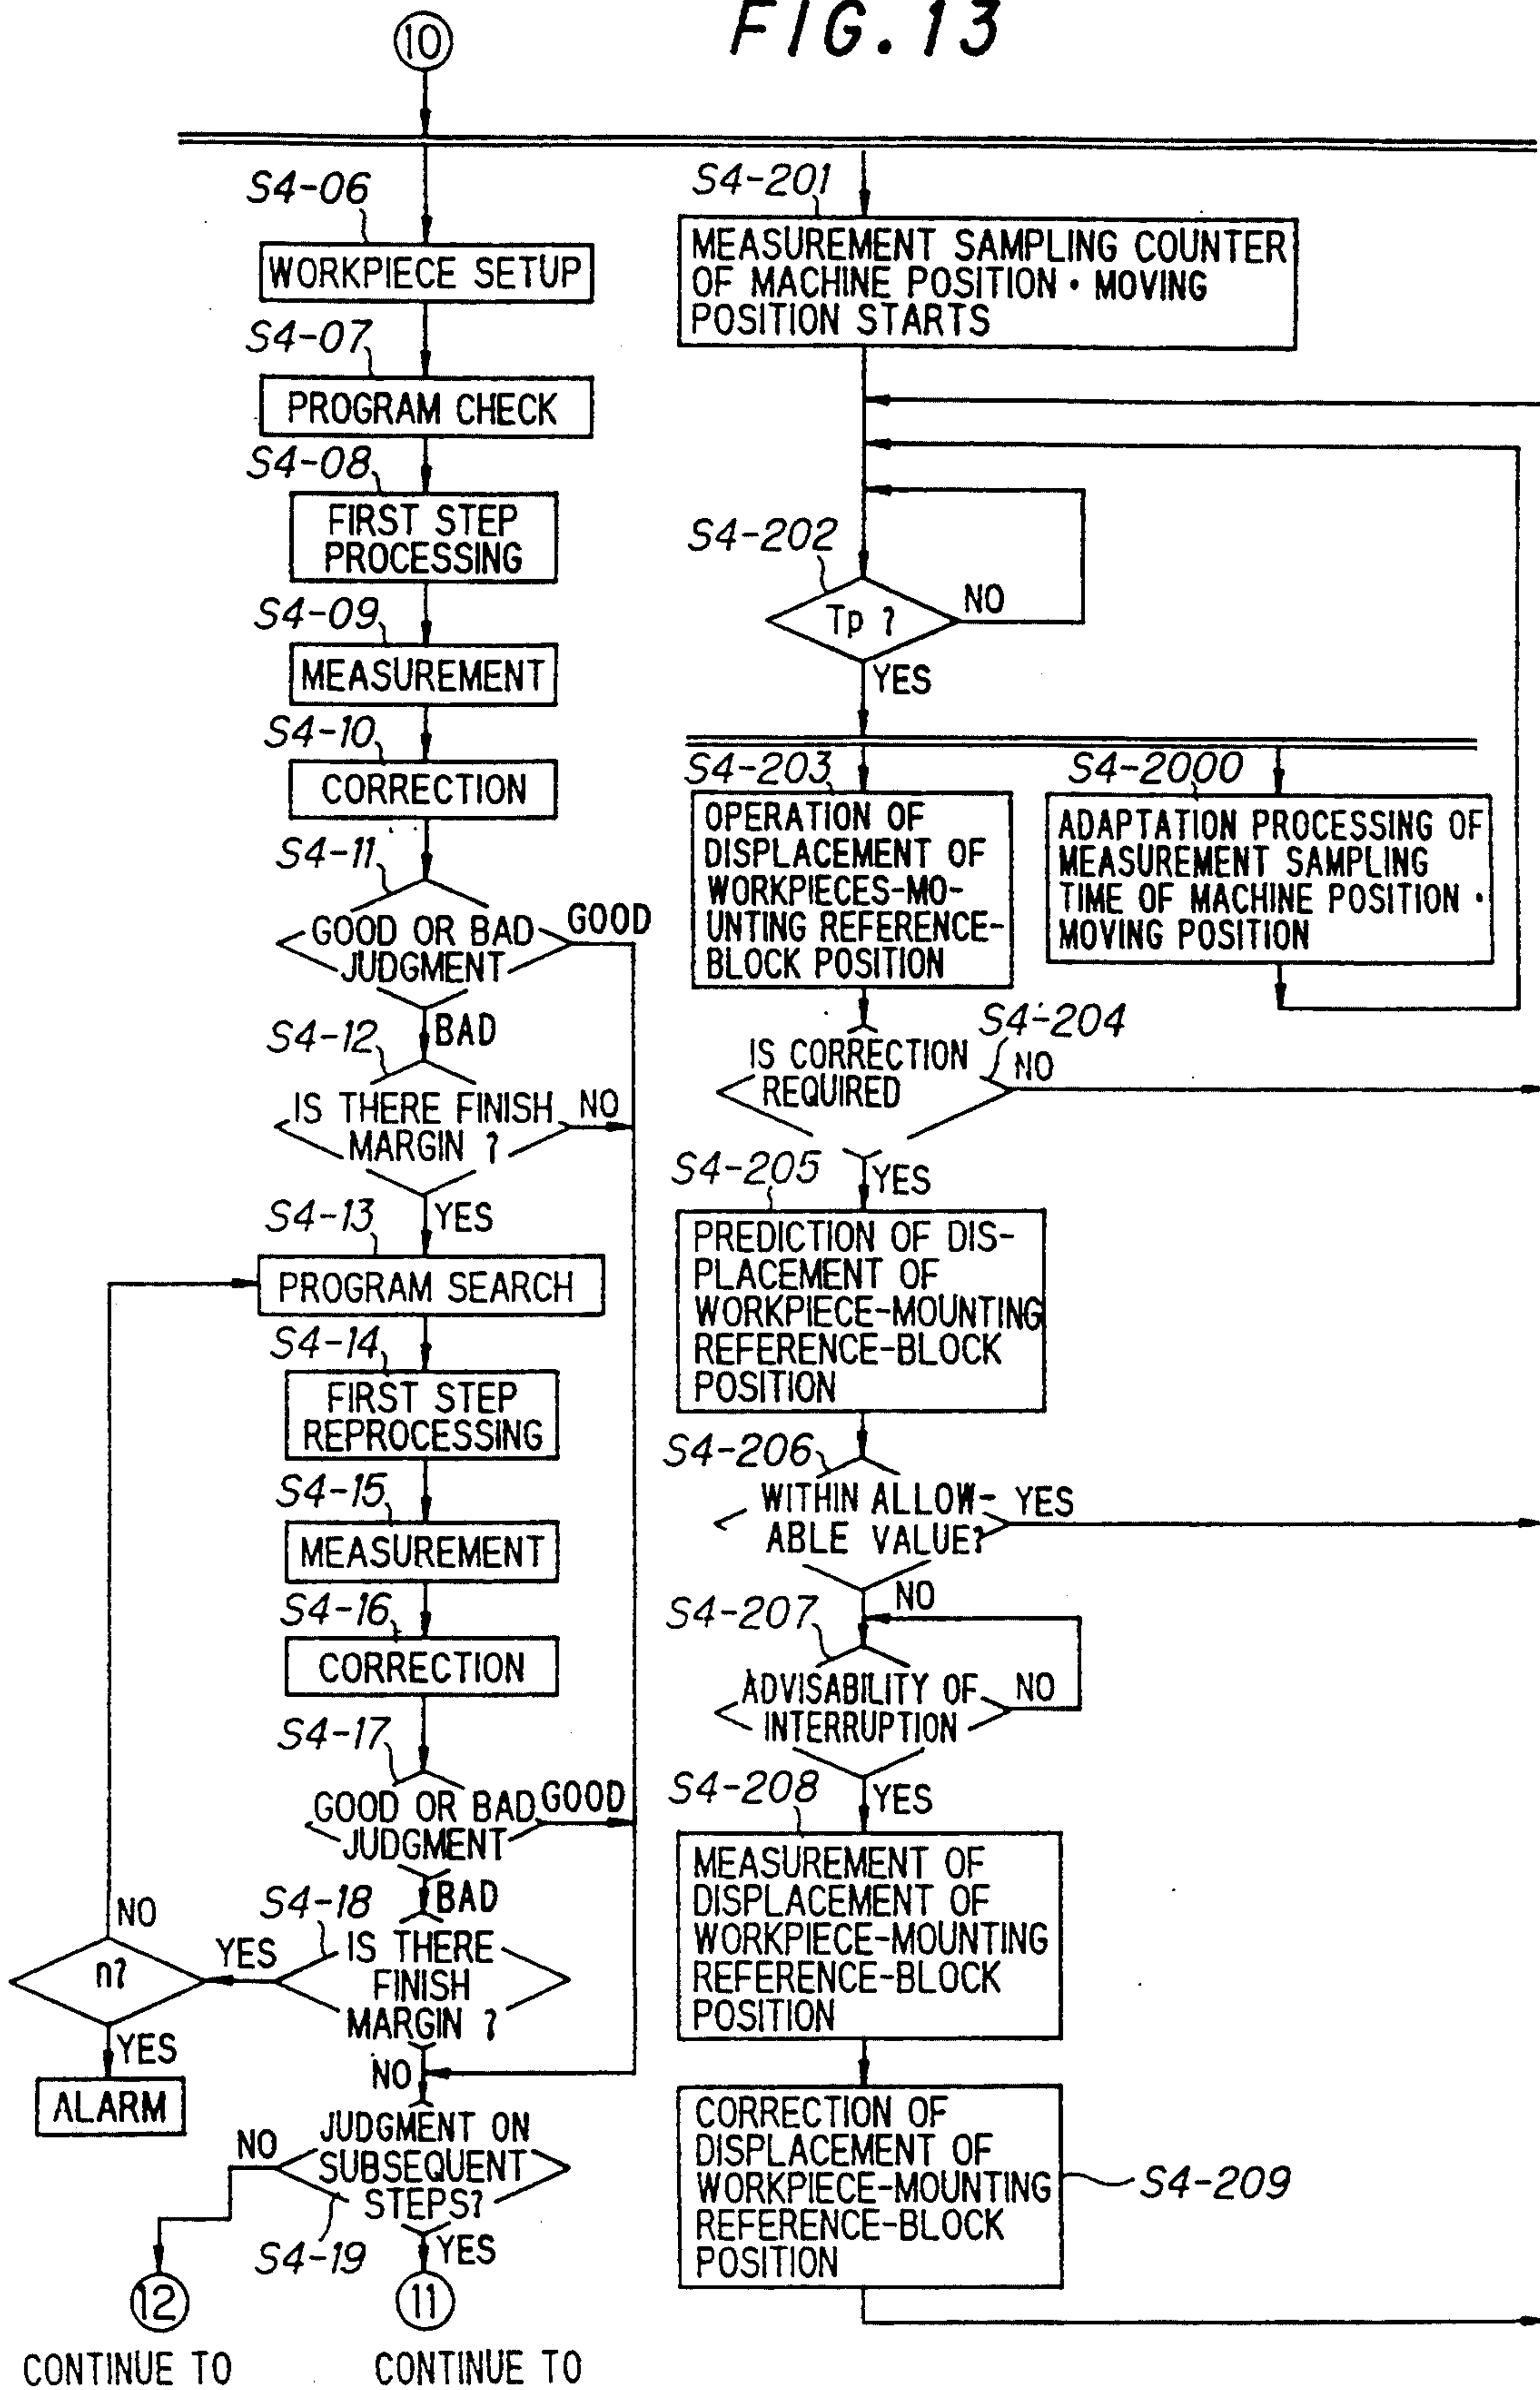 FIG. 13
10
S4-06
WORKPIECE SETUP
S4-07
PROGRAM CHECK
S4-08
FIRST STEP
PROCESSING
S4-09
MEASUREMENT
S4-10
CORRECTION
S4-11
GOOD OR BAD
JUDGMENT
GOOD
BAD
S4-12
IS THERE FINISH
MARGIN ?
NO
YES
S4-13
PROGRAM SEARCH
S4-14
FIRST STEP
REPROCESSING
S4-15
MEASUREMENT
S4-16
CORRECTION
S4-17
GOOD OR BAD
JUDGMENT
GOOD
BAD
S4-18
IS THERE
FINISH
MARGIN ?
YES
n?
NO
YES
ALARM
NO
JUDGMENT ON
SUBSEQUENT
STEPS?
NO
S4-19
YES
12
11
CONTINUE TO
CONTINUE TO
S4-201
MEASUREMENT SAMPLING COUNTER
OF MACHINE POSITION · MOVING
POSITION STARTS
S4-202
Tp ?
NO
YES
S4-203
OPERATION OF
DISPLACEMENT OF
WORKPIECES-MO-
UNTING REFERENCE-
BLOCK POSITION
S4-2000
ADAPTATION PROCESSING OF
MEASUREMENT SAMPLING
TIME OF MACHINE POSITION ·
MOVING POSITION
S4-204
IS CORRECTION
REQUIRED
NO
YES
S4-205
PREDICTION OF DIS-
PLACEMENT OF
WORKPIECE-MOUNTING
REFERENCE-BLOCK
POSITION
S4-206
WITHIN ALLOW-
ABLE VALUE?
YES
NO
S4-207
ADVISABILITY OF
INTERRUPTION
NO
YES
S4-208
MEASUREMENT OF
DISPLACEMENT OF
WORKPIECE-MOUNTING
REFERENCE-BLOCK
POSITION
CORRECTION OF
DISPLACEMENT OF
WORKPIECE-MOUNTING
REFERENCE-BLOCK
POSITION
S4-209